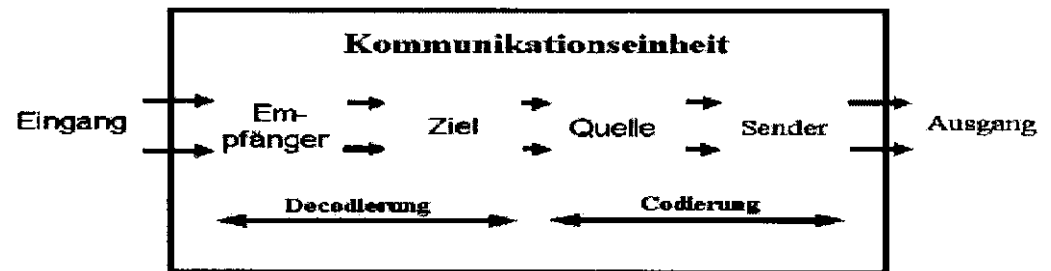 Kommunikationseinheit
Eingang
Em-
pfänger
Ziel
Quelle
Sender
Ausgang
Decodierung
Codierung